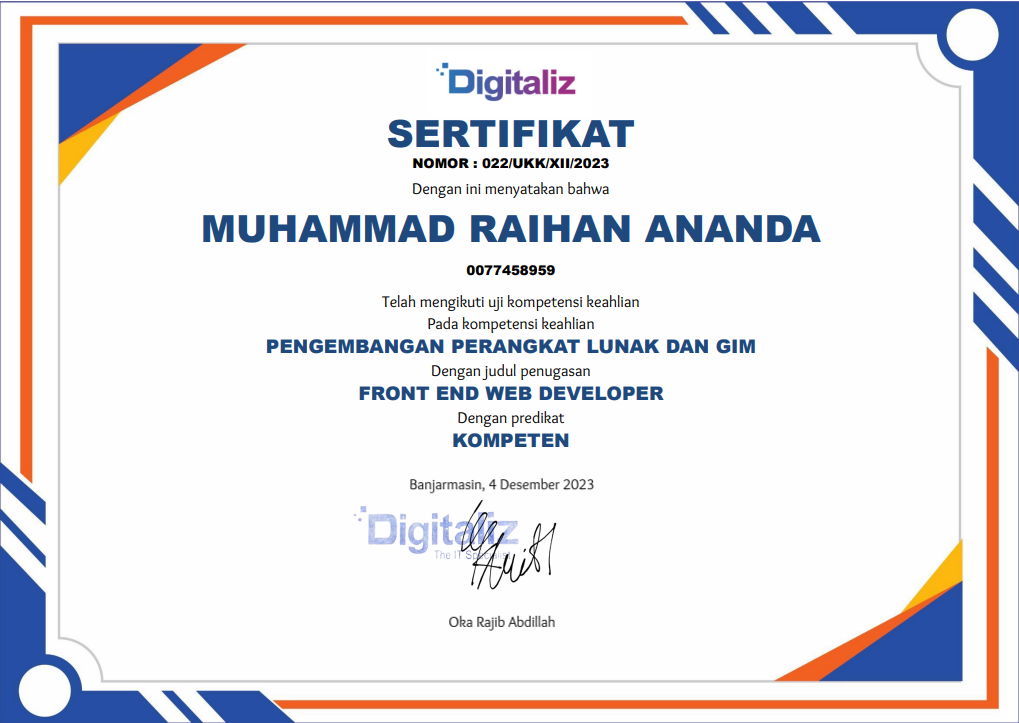 Digitaliz
SERTIFIKAT
NOMOR : 022/UKK/XII/2023
Dengan ini menyatakan bahwa
MUHAMMAD RAIHAN ANANDA
0077458959
Telah mengikuti uji kompetensi keahlian
Pada kompetensi keahlian
PENGEMBANGAN PERANGKAT LUNAK DAN GIM
Dengan judul penugasan
FRONT END WEB DEVELOPER
Dengan predikat
KOMPETEN
Banjarmasin, 4 Desember 2023
Digitaliz
The IT Specialist
Oka Rajib Abdillah